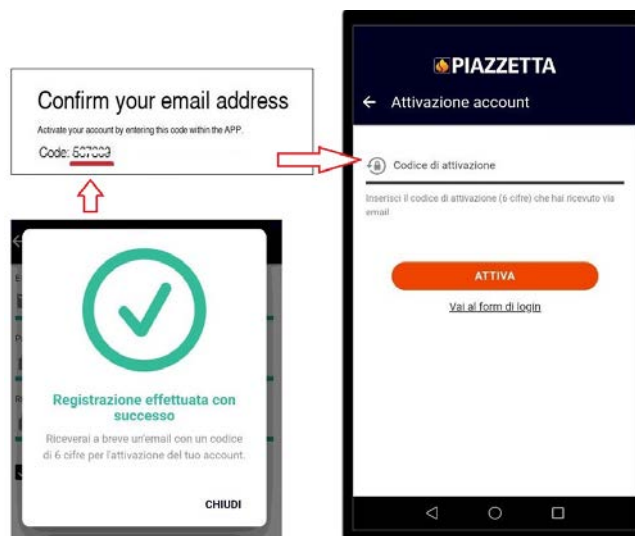 Confirm your email address
Activate your account by entering this code within the APP.
Code:
Registrazione effettuata con
successo
Riceverai a breve un'email con un codice
di 6 cifre per l'attivazione del tuo account.
CHIUDI
PIAZZETTA
Attivazione account
Codice di attivazione
Inserisci il codice di attivazione (6 cifre) che hai ricevuto via
email
ATTIVA
Vai al form di login